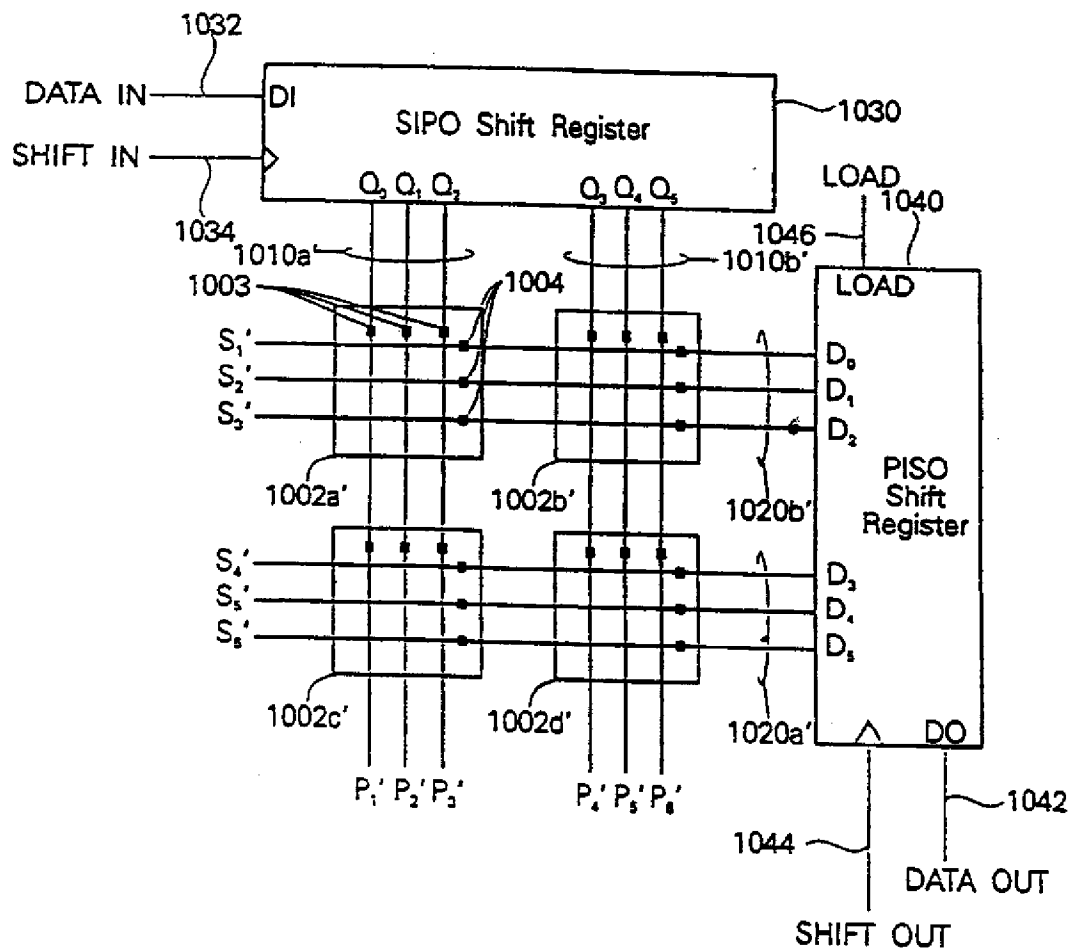 1032
DATA IN
DI
SIPO Shift Register
1030
SHIFT IN
Q₀ Q₁ Q₂
Q₃ Q₄ Q₅
LOAD
1040
1034
1046
1010a'
1010b'
1003
1004
LOAD
S₁'
D₀
S₂'
D₁
S₃'
D₂
PISO
Shift
Register
1002a'
1002b'
1020b'
S₄'
D₃
S₅'
D₄
S₅'
D₅
1002c'
1002d'
1020a'
DO
P₁' P₂' P₃'
P₄' P₅' P₆'
1042
1044
DATA OUT
SHIFT OUT